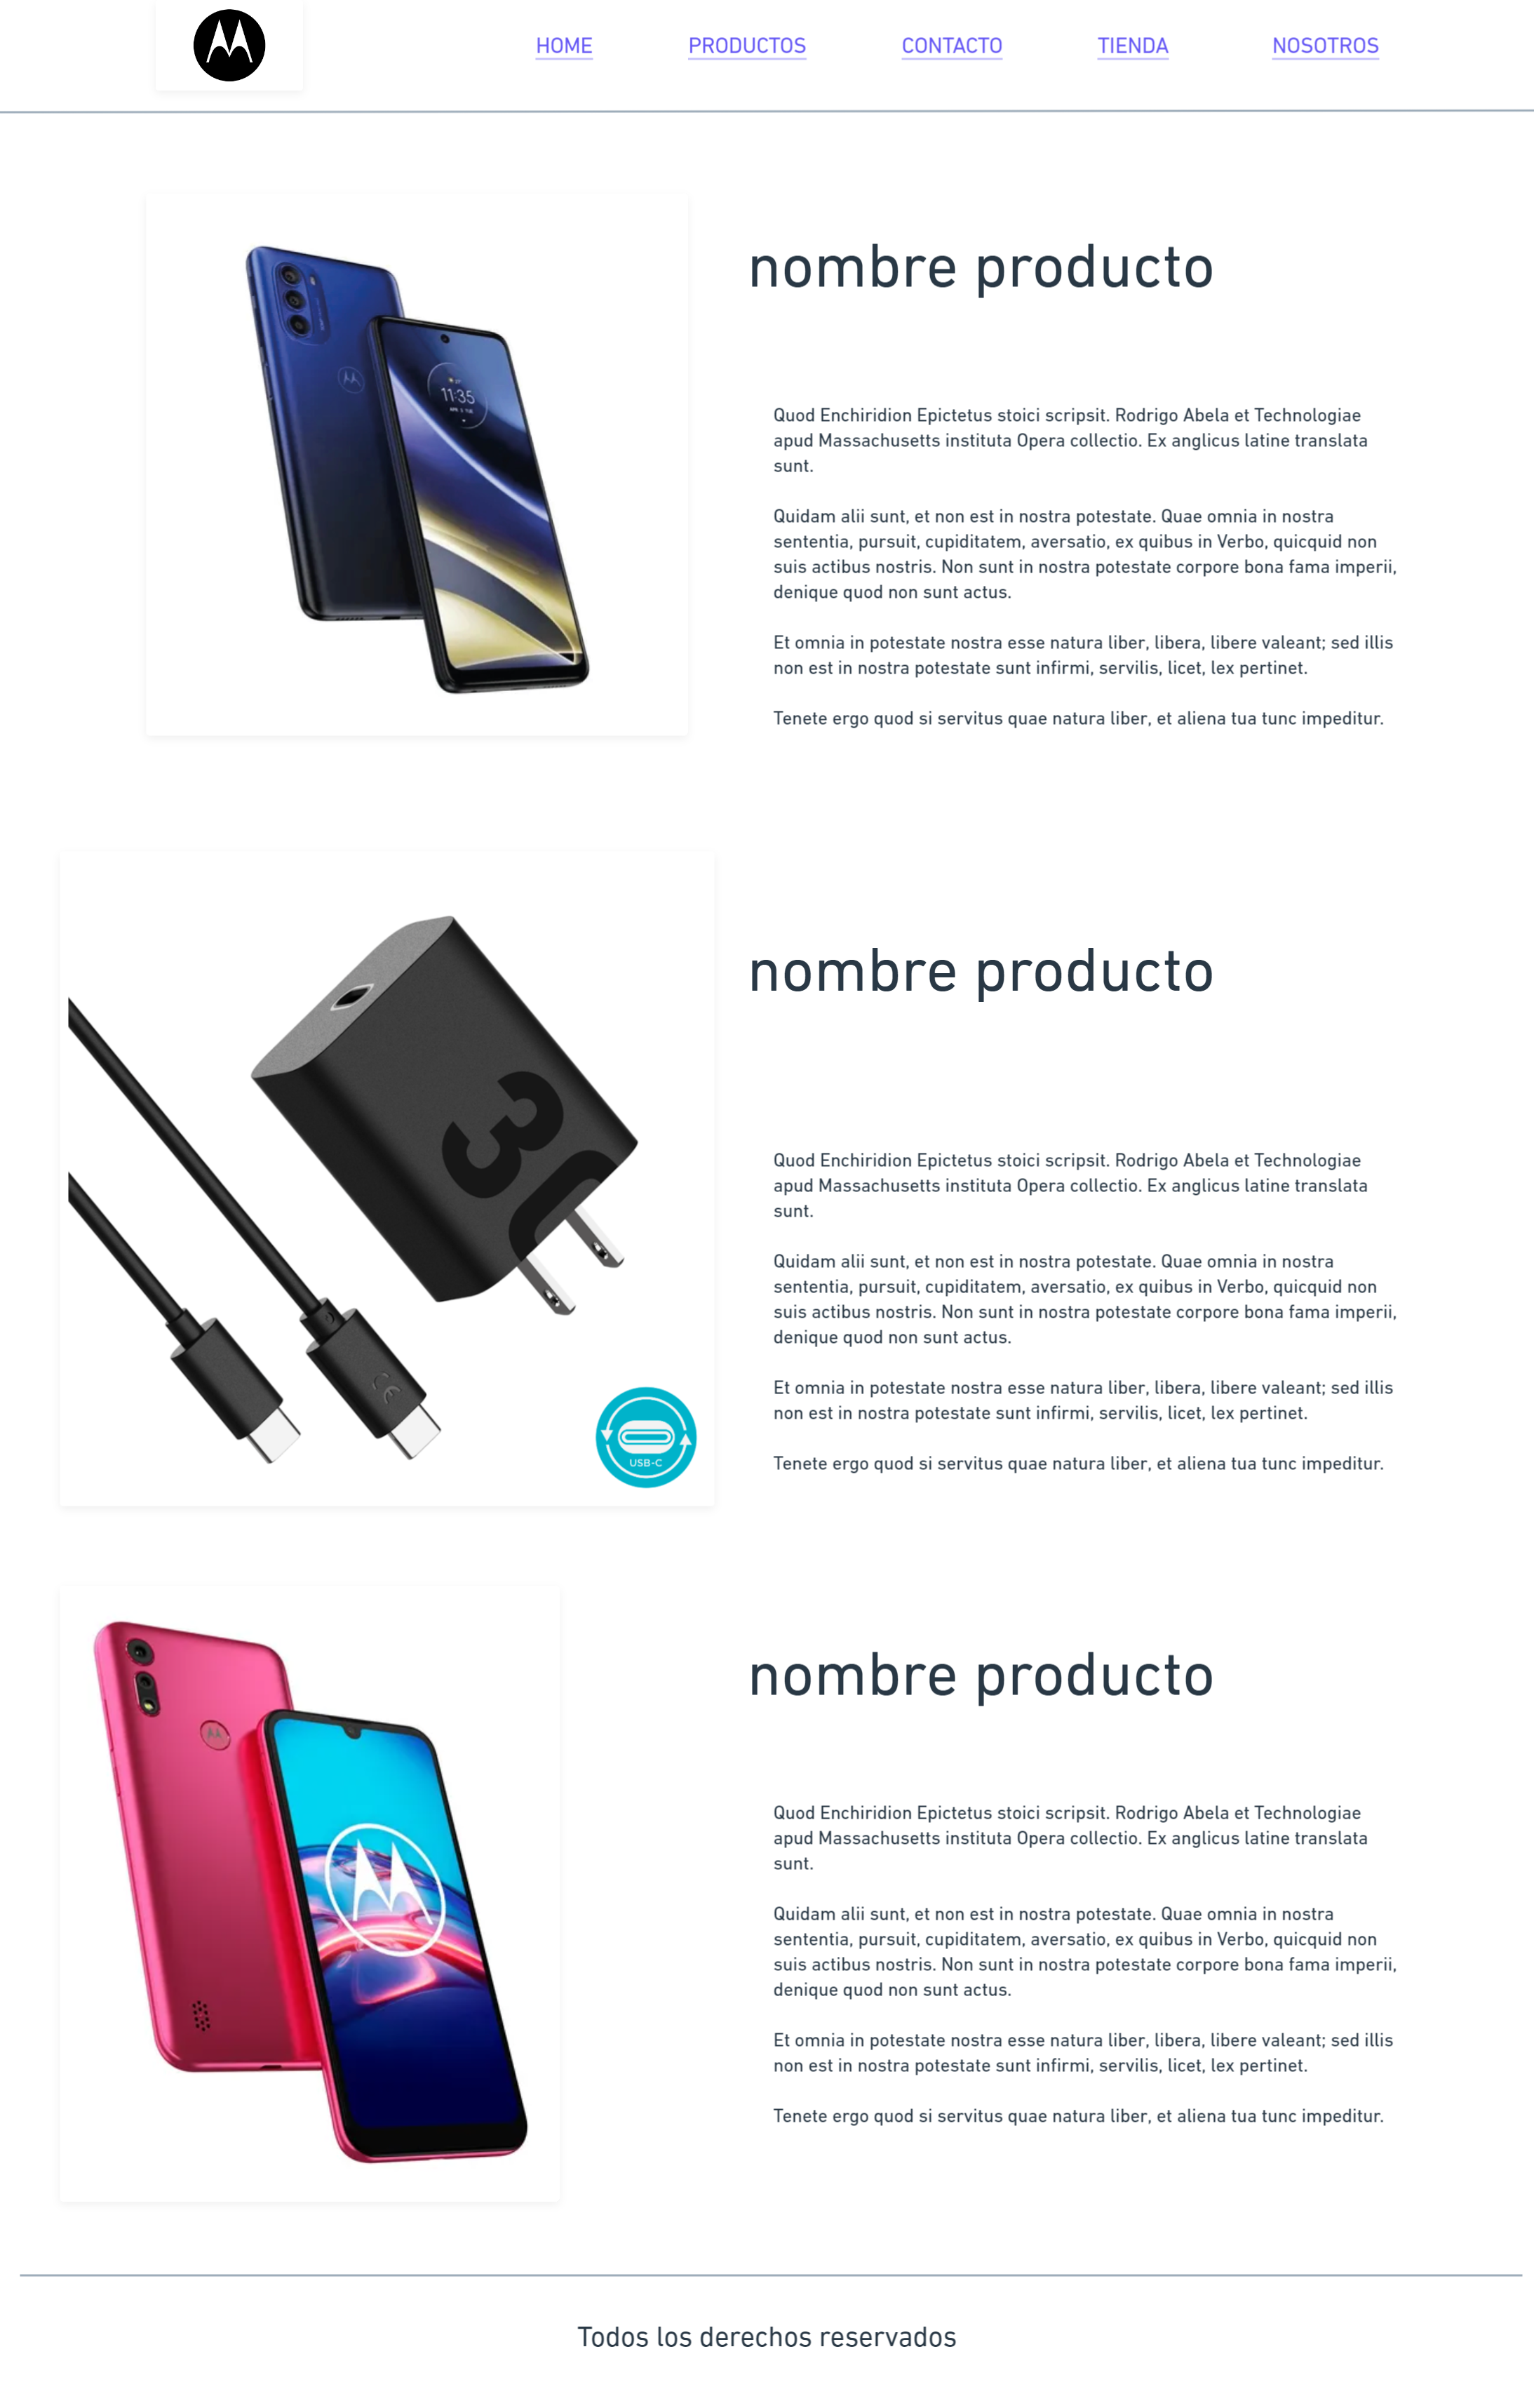 HOME PRODUCTOS CONTACTO TIENDA NOSOTROS
nombre producto
11:35
Quod Enchiridion Epictetus stoici scripsit. Rodrigo Abela et Technologiae
apud Massachusetts instituta Opera collectio. Ex anglicus latine translata
sunt.
Quidam alii sunt, et non est in nostra potestate. Quae omnia in nostra
sententia, pursuit, cupiditatem, aversatio, ex quibus in Verbo, quicquid non
suis actibus nostris. Non sunt in nostra potestate corpore bona fama imperii,
denique quod non sunt actus.
Et omnia in potestate nostra esse natura liber, libera, libere valeant; sed illis
non est in nostra potestate sunt infirmi, servilis, licet, lex pertinet.
Tenete ergo quod si servitus quae natura liber, et aliena tua tunc impeditur.
nombre producto
30
CE
USB-C
Quod Enchiridion Epictetus stoici scripsit. Rodrigo Abela et Technologiae
apud Massachusetts instituta Opera collectio. Ex anglicus latine translata
sunt.
Quidam alii sunt, et non est in nostra potestate. Quae omnia in nostra
sententia, pursuit, cupiditatem, aversatio, ex quibus in Verbo, quicquid non
suis actibus nostris. Non sunt in nostra potestate corpore bona fama imperii,
denique quod non sunt actus.
Et omnia in potestate nostra esse natura liber, libera, libere valeant; sed illis
non est in nostra potestate sunt infirmi, servilis, licet, lex pertinet.
Tenete ergo quod si servitus quae natura liber, et aliena tua tunc impeditur.
nombre producto
Quod Enchiridion Epictetus stoici scripsit. Rodrigo Abela et Technologiae
apud Massachusetts instituta Opera collectio. Ex anglicus latine translata
sunt.
Quidam alii sunt, et non est in nostra potestate. Quae omnia in nostra
sententia, pursuit, cupiditatem, aversatio, ex quibus in Verbo, quicquid non
suis actibus nostris. Non sunt in nostra potestate corpore bona fama imperii,
denique quod non sunt actus.
Et omnia in potestate nostra esse natura liber, libera, libere valeant; sed illis
non est in nostra potestate sunt infirmi, servilis, licet, lex pertinet.
Tenete ergo quod si servitus quae natura liber, et aliena tua tunc impeditur.
Todos los derechos reservados